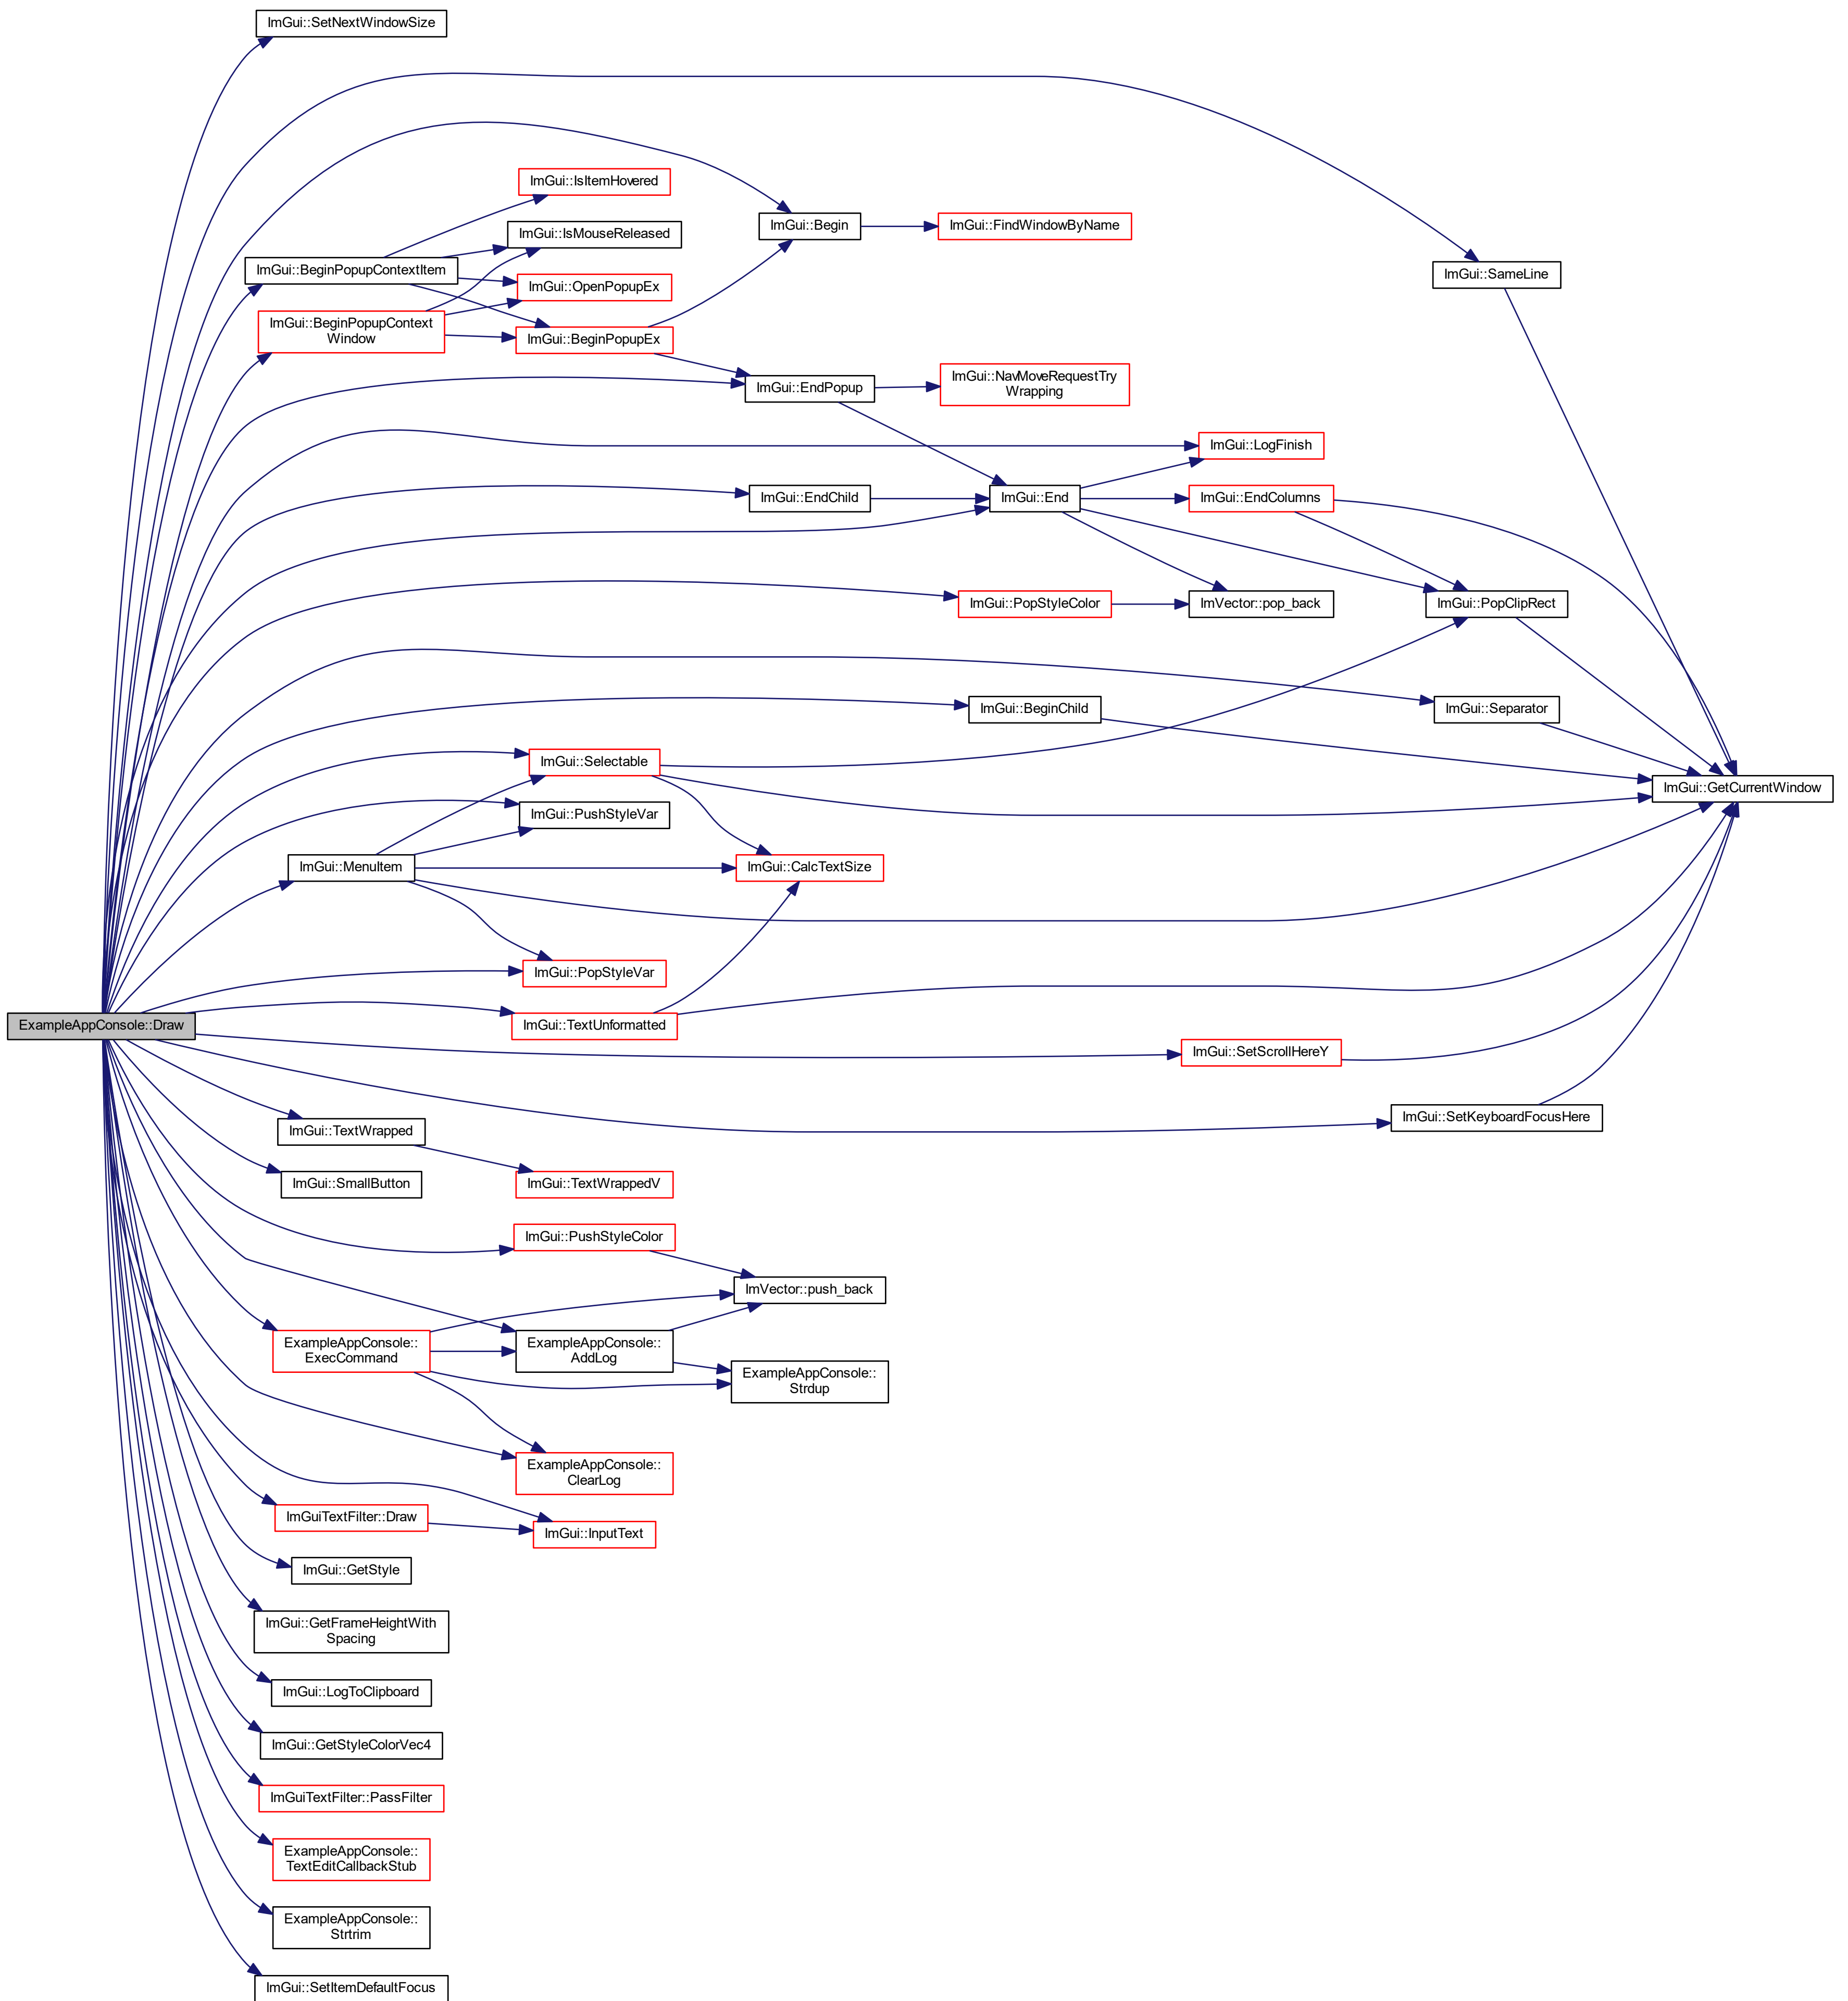 ImGui::SetNextWindowSize
ImGui::IsItemHovered
ImGui::IsMouseReleased
ImGui::Begin
ImGui::FindWindowByName
ImGui::BeginPopupContextItem
ImGui::SameLine
ImGui::OpenPopupEx
ImGui::BeginPopupContext
Window
ImGui::BeginPopupEx
ImGui::EndPopup
ImGui::NavMoveRequestTry
Wrapping
ImGui::LogFinish
ImGui::EndChild
ImGui::End
ImGui::EndColumns
ImGui::PopStyleColor
ImVector::pop_back
ImGui::PopClipRect
ImGui::BeginChild
ImGui::Separator
ImGui::Selectable
ImGui::GetCurrentWindow
ImGui::PushStyleVar
ImGui::MenuItem
ImGui::CalcTextSize
ImGui::PopStyleVar
ExampleAppConsole::Draw
ImGui::TextUnformatted
ImGui::SetScrollHereY
ImGui::SetKeyboardFocusHere
ImGui::TextWrapped
ImGui::SmallButton
ImGui::TextWrappedV
ImGui::PushStyleColor
ImVector::push_back
ExampleAppConsole::
ExecCommand
ExampleAppConsole::
AddLog
ExampleAppConsole::
Strdup
ExampleAppConsole::
ClearLog
ImGuiTextFilter::Draw
ImGui::InputText
ImGui::GetStyle
ImGui::GetFrameHeightWith
Spacing
ImGui::LogToClipboard
ImGui::GetStyleColorVec4
ImGuiTextFilter::PassFilter
ExampleAppConsole::
TextEditCallbackStub
ExampleAppConsole::
Strtrim
ImGui::SetItemDefaultFocus